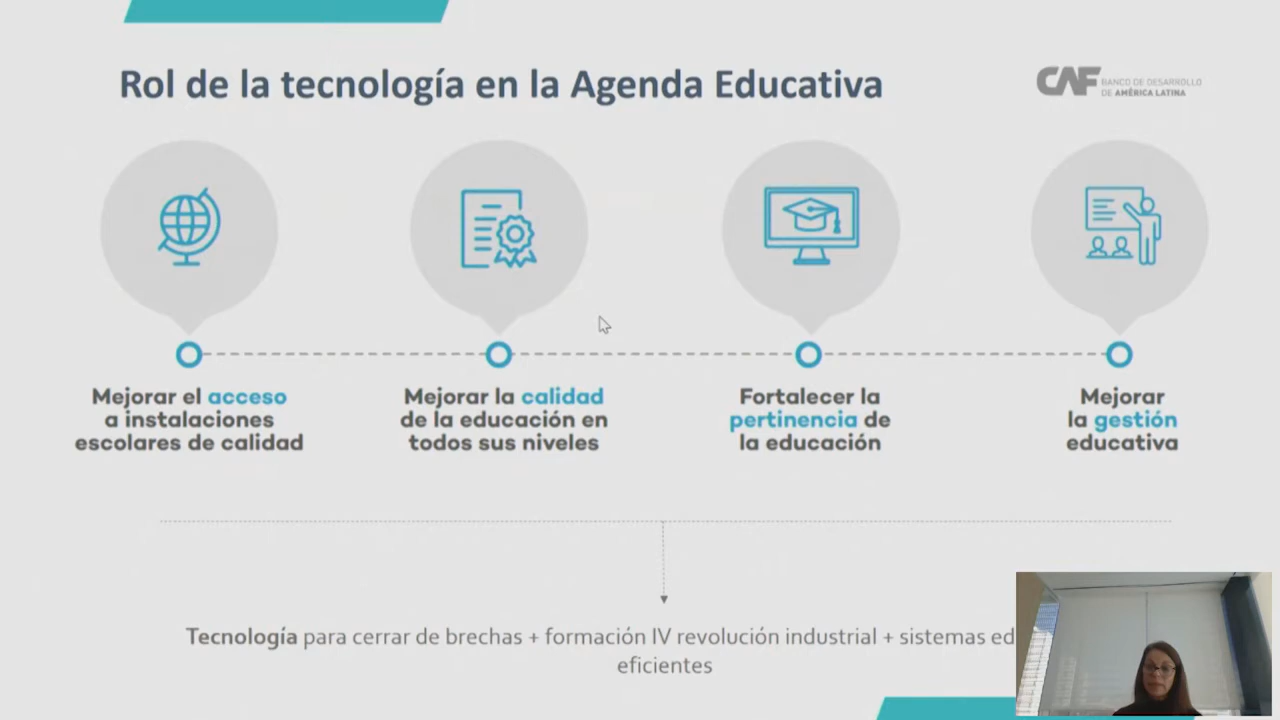 Rol de la tecnología en la Agenda Educativa
CAF BANCO DE DESARROLLO
DE AMÉRICA LATINA
Mejorar el acceso
a instalaciones
escolares de calidad
Mejorar la calidad
de la educación en
todos sus niveles
Fortalecer la
pertinencia de
la educación
Mejorar
la gestión
educativa
Tecnología para cerrar de brechas + formación IV revolución industrial + sistemas
eficientes